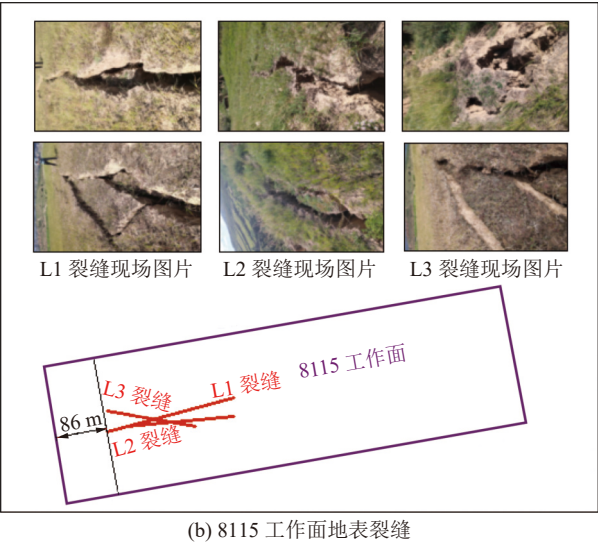 L1 裂缝现场图片 L2 裂缝现场图片 L3 裂缝现场图片
8115 工作面
L3 裂缝 L1 裂缝
86 m
L2 裂缝
(b) 8115 工作面地表裂缝